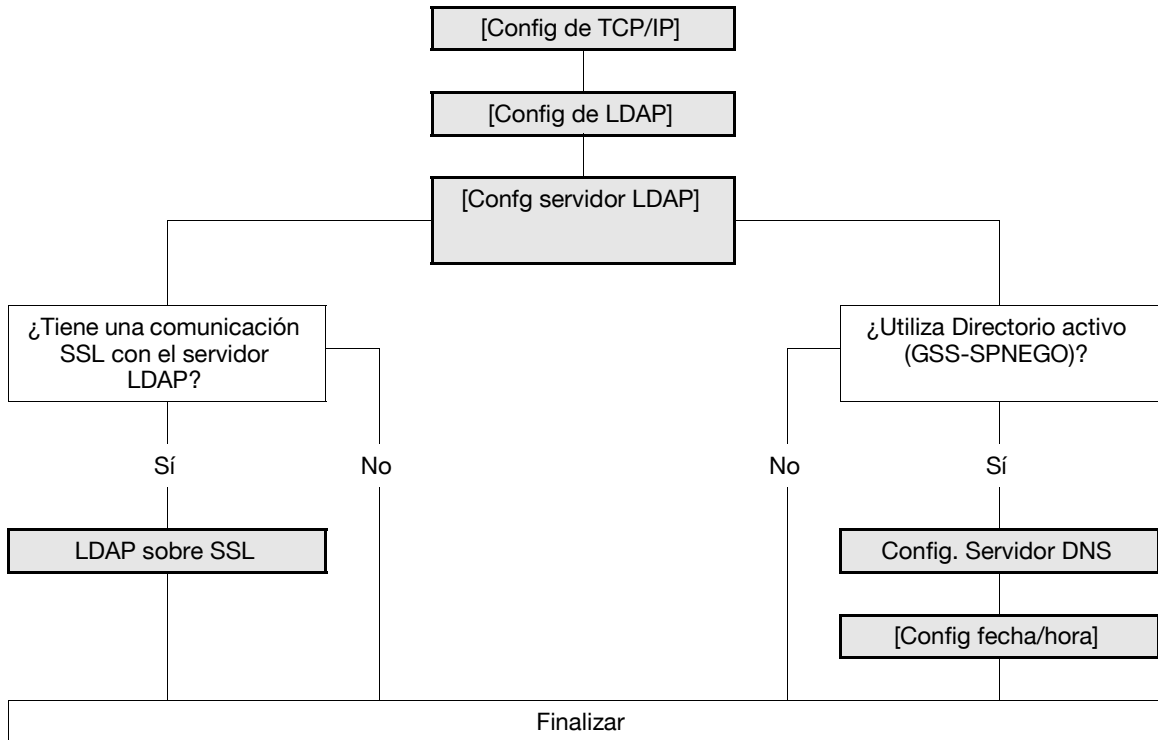 [Config de TCP/IP]
[Config de LDAP]
[Confg servidor LDAP]
¿Tiene una comunicación
SSL con el servidor
LDAP?
¿Utiliza Directorio activo
(GSS-SPNEGO)?
Sí
No
No
Sí
LDAP sobre SSL
Config. Servidor DNS
[Config fecha/hora]
Finalizar